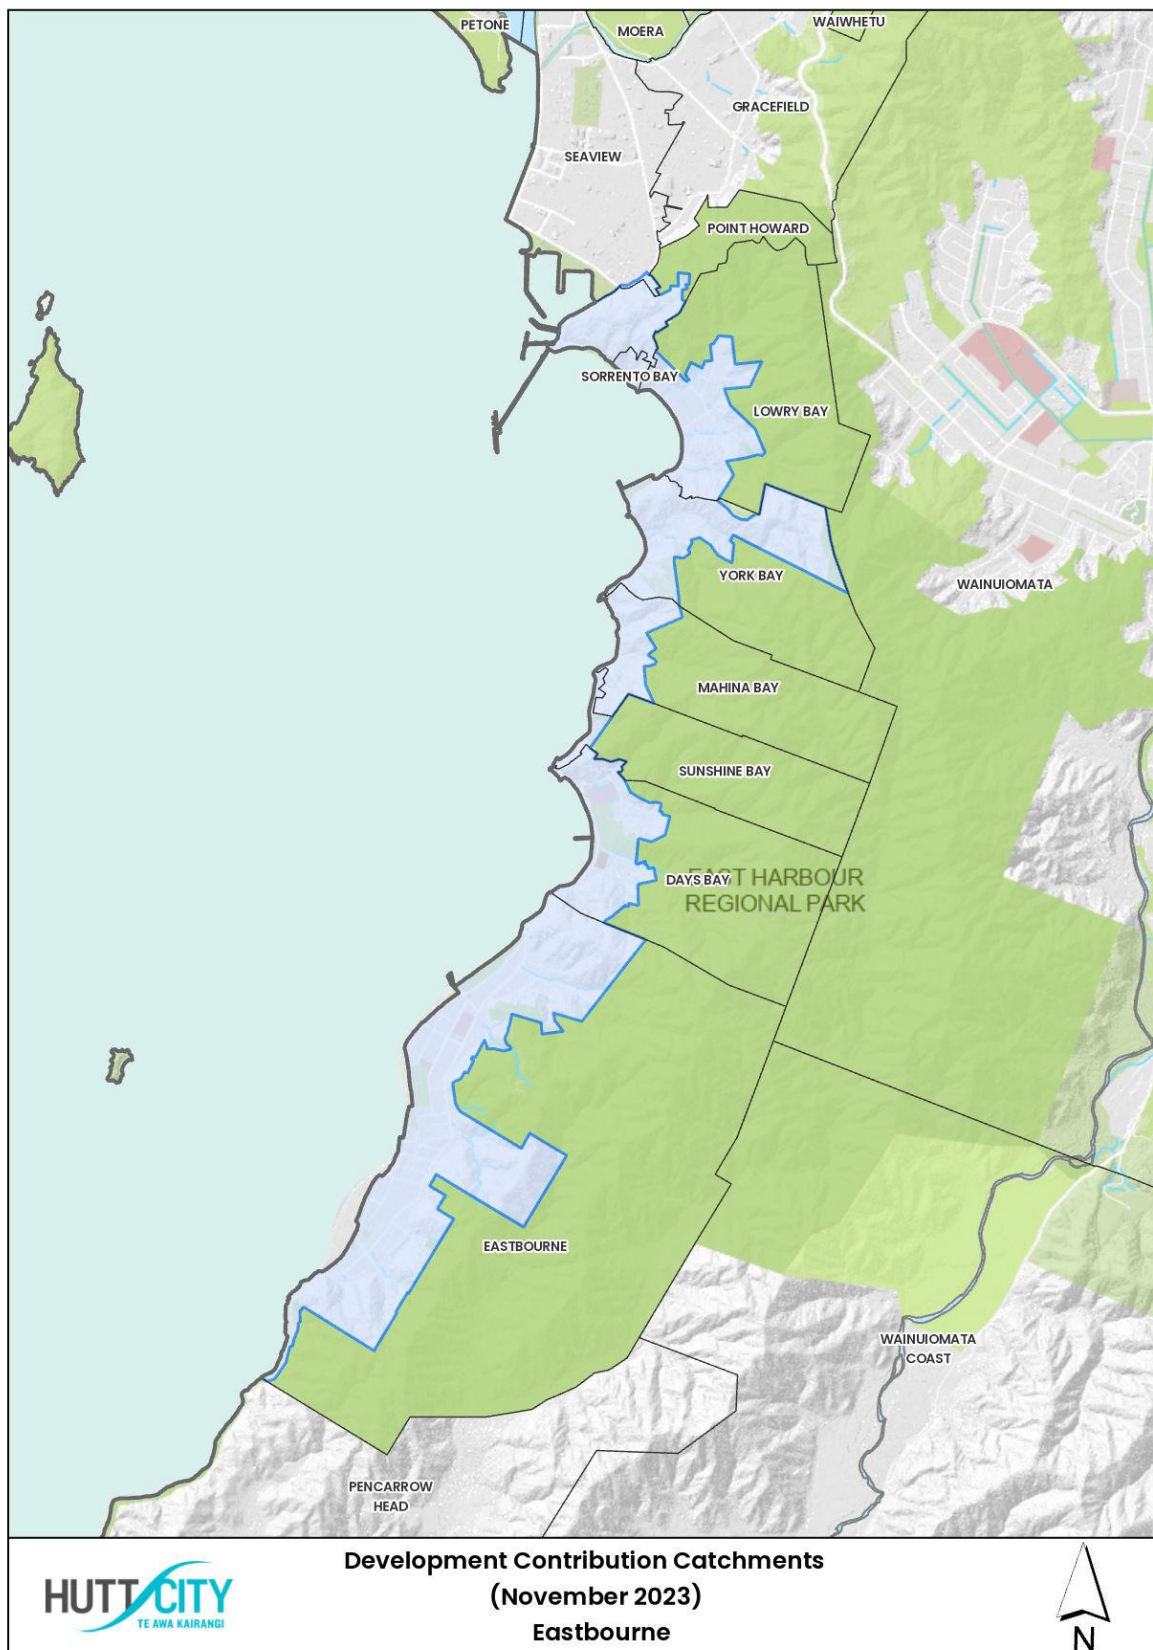 PETONE
MOERA
WAIWHETU
GRACEFIELD
SEAVIEW
POINT HOWARD
SORRENTO BAY
LOWRY BAY
YORK BAY
WAINUIOMATA
MAHINA BAY
SUNSHINE BAY
DAYS BAY
EAST HARBOUR
REGIONAL PARK
EASTBOURNE
WAINUIOMATA
COAST
PENCARROW
HEAD
HUTT CITY
TE AWA KAIRANGI
Development Contribution Catchments
(November 2023)
Eastbourne
N